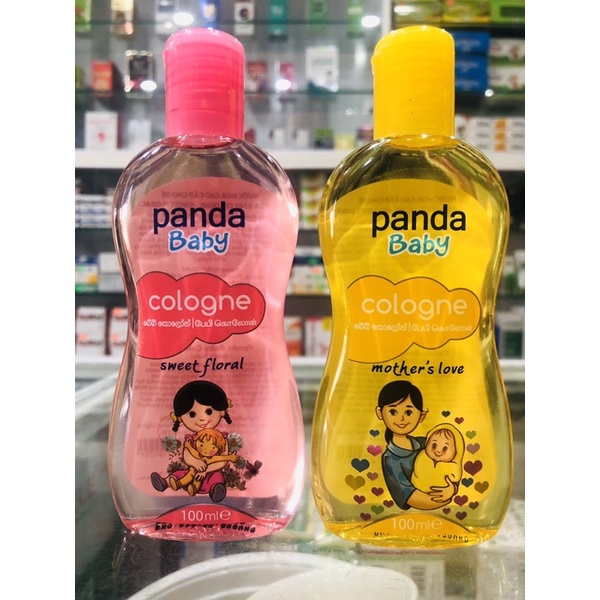 panda
Baby
cologne
බේබි කොලෝන් | பேபி கொலோன்
sweet floral
100ml e
panda
Baby
cologne
බේබි කොලෝන් | பேபி கொலோன்
mother's love
100ml e